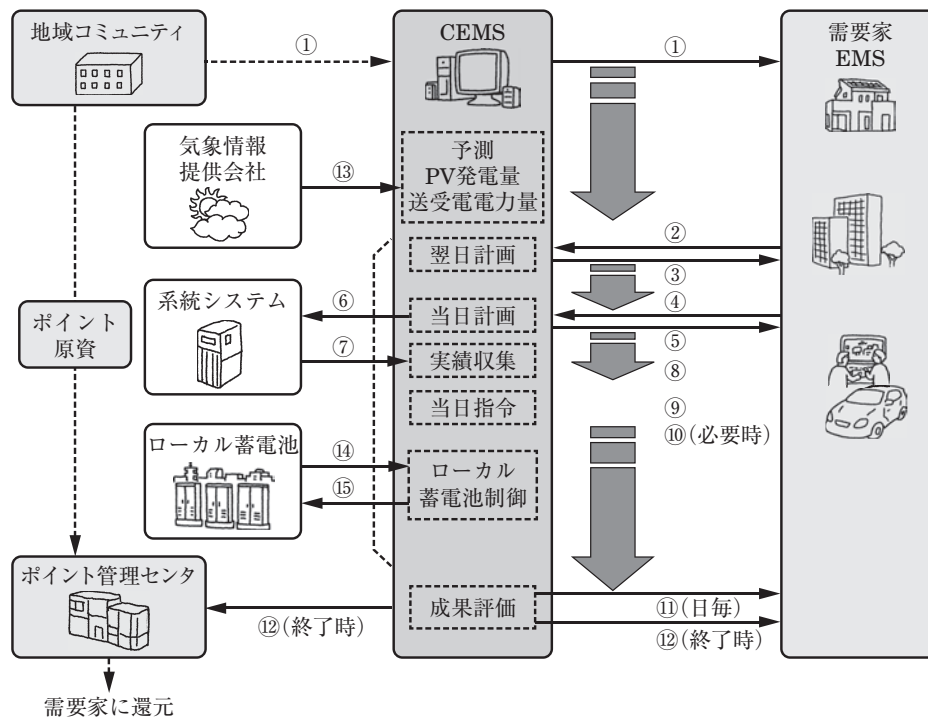 地域コミュニティ
①
CEMS
①
需要家
EMS
気象情報
提供会社
⑬
予測
PV発電量
送受電電力量
②
翌日計画
③
系統システム
⑥
当日計画
④
ポイント
原資
⑤
⑦
実績収集
⑧
当日指令
⑨
⑩(必要時)
ローカル蓄電池
⑭
ローカル
蓄電池制御
⑮
ポイント管理センタ
成果評価
⑪(日毎)
⑫(終了時)
⑫(終了時)
需要家に還元